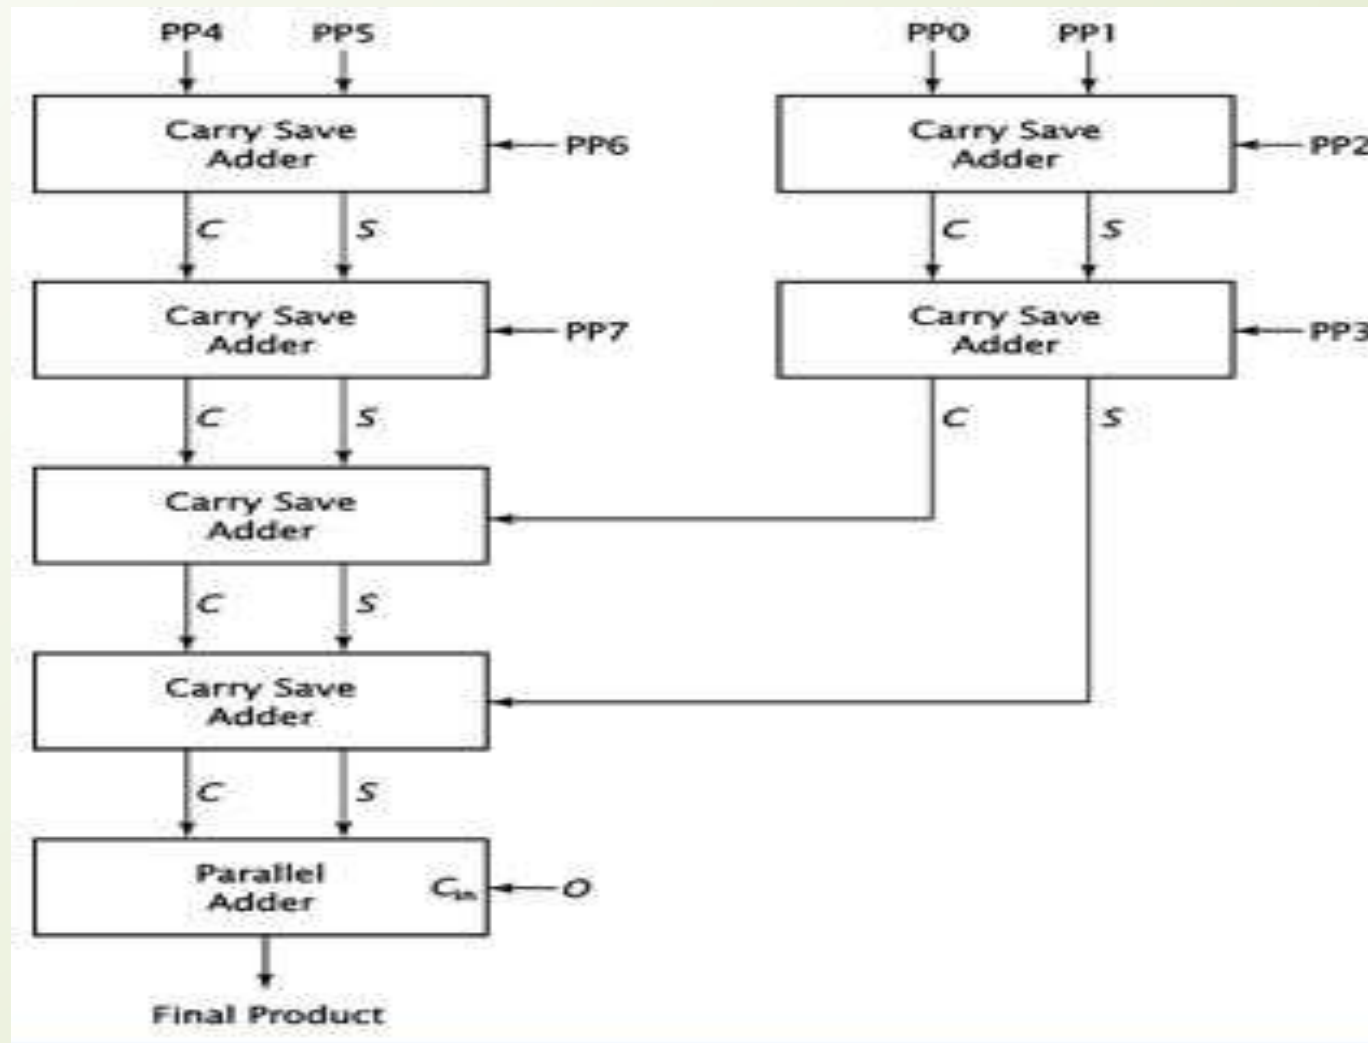 PP4 PP5 PP0 PP1
Carry Save
Adder
PP6
Carry Save
Adder
PP2
C S C S
Carry Save
Adder
PP7
Carry Save
Adder
PP3
C S C S
Carry Save
Adder
C S
Carry Save
Adder
C S
Parallel
Adder
Cin
O
Final Product